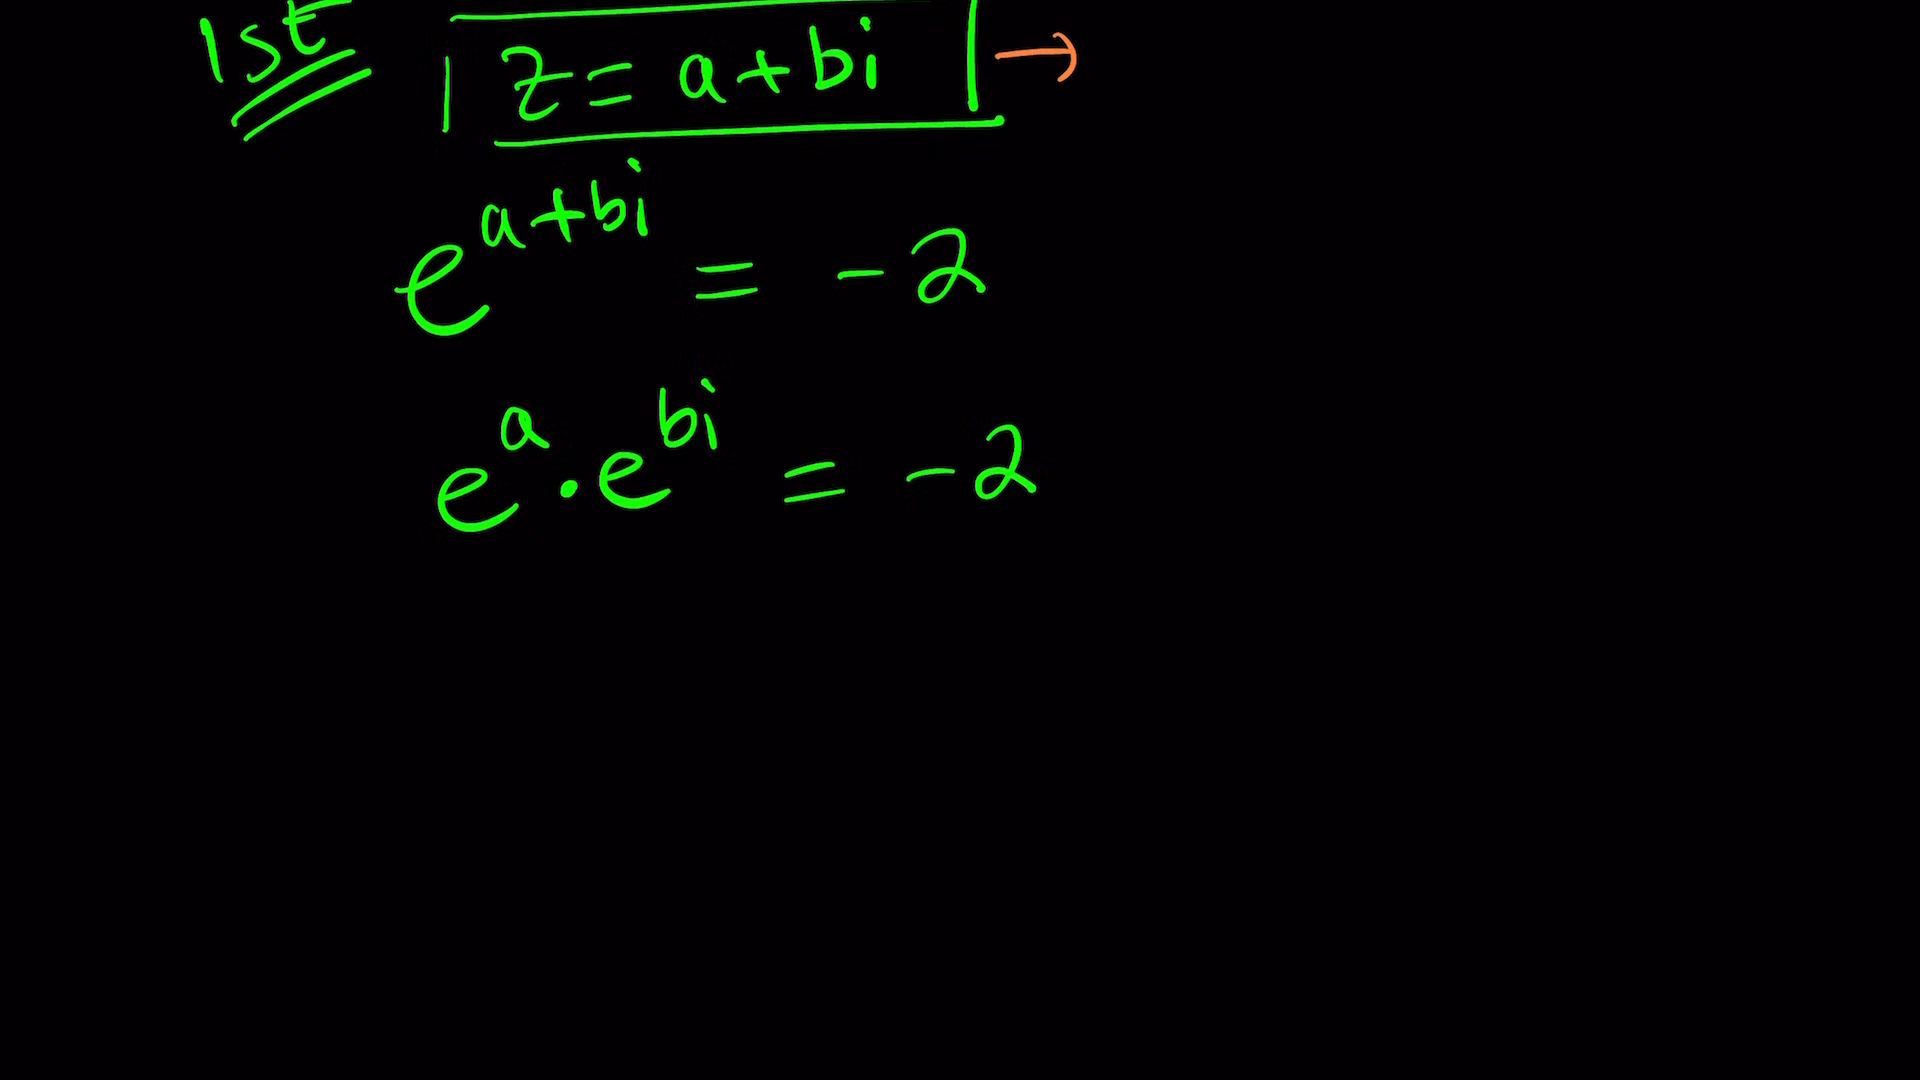 1st z = a + bi →
e^{a+bi} = -2
e^a · e^{bi} = -2